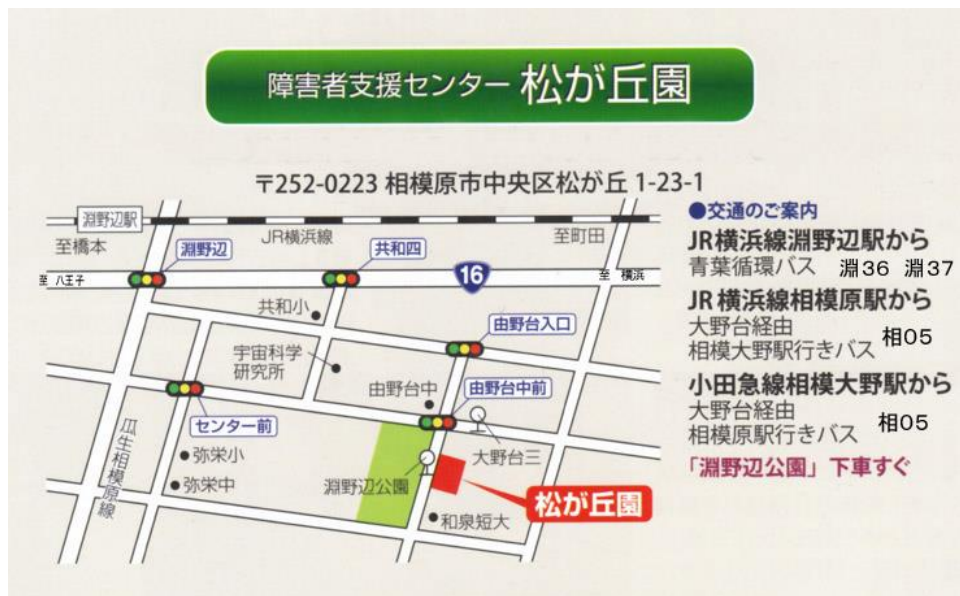 障害者支援センター 松が丘園
〒252-0223 相模原市中央区松が丘 1-23-1
淵野辺駅
至橋本
JR横浜線
至町田
淵野辺
共和四
至 八王子
16
至 横浜
共和小
由野台入口
宇宙科学
研究所
由野台中
由野台中前
センター前
瓜生相模原線
弥栄小
弥栄中
淵野辺公園
大野台三
松が丘園
和泉短大
●交通のご案内
JR横浜線淵野辺駅から
青葉循環バス 淵36 淵37
JR横浜線相模原駅から
大野台経由
相模大野駅行きバス 相05
小田急線相模大野駅から
大野台経由
相模原駅行きバス 相05
「淵野辺公園」下車すぐ